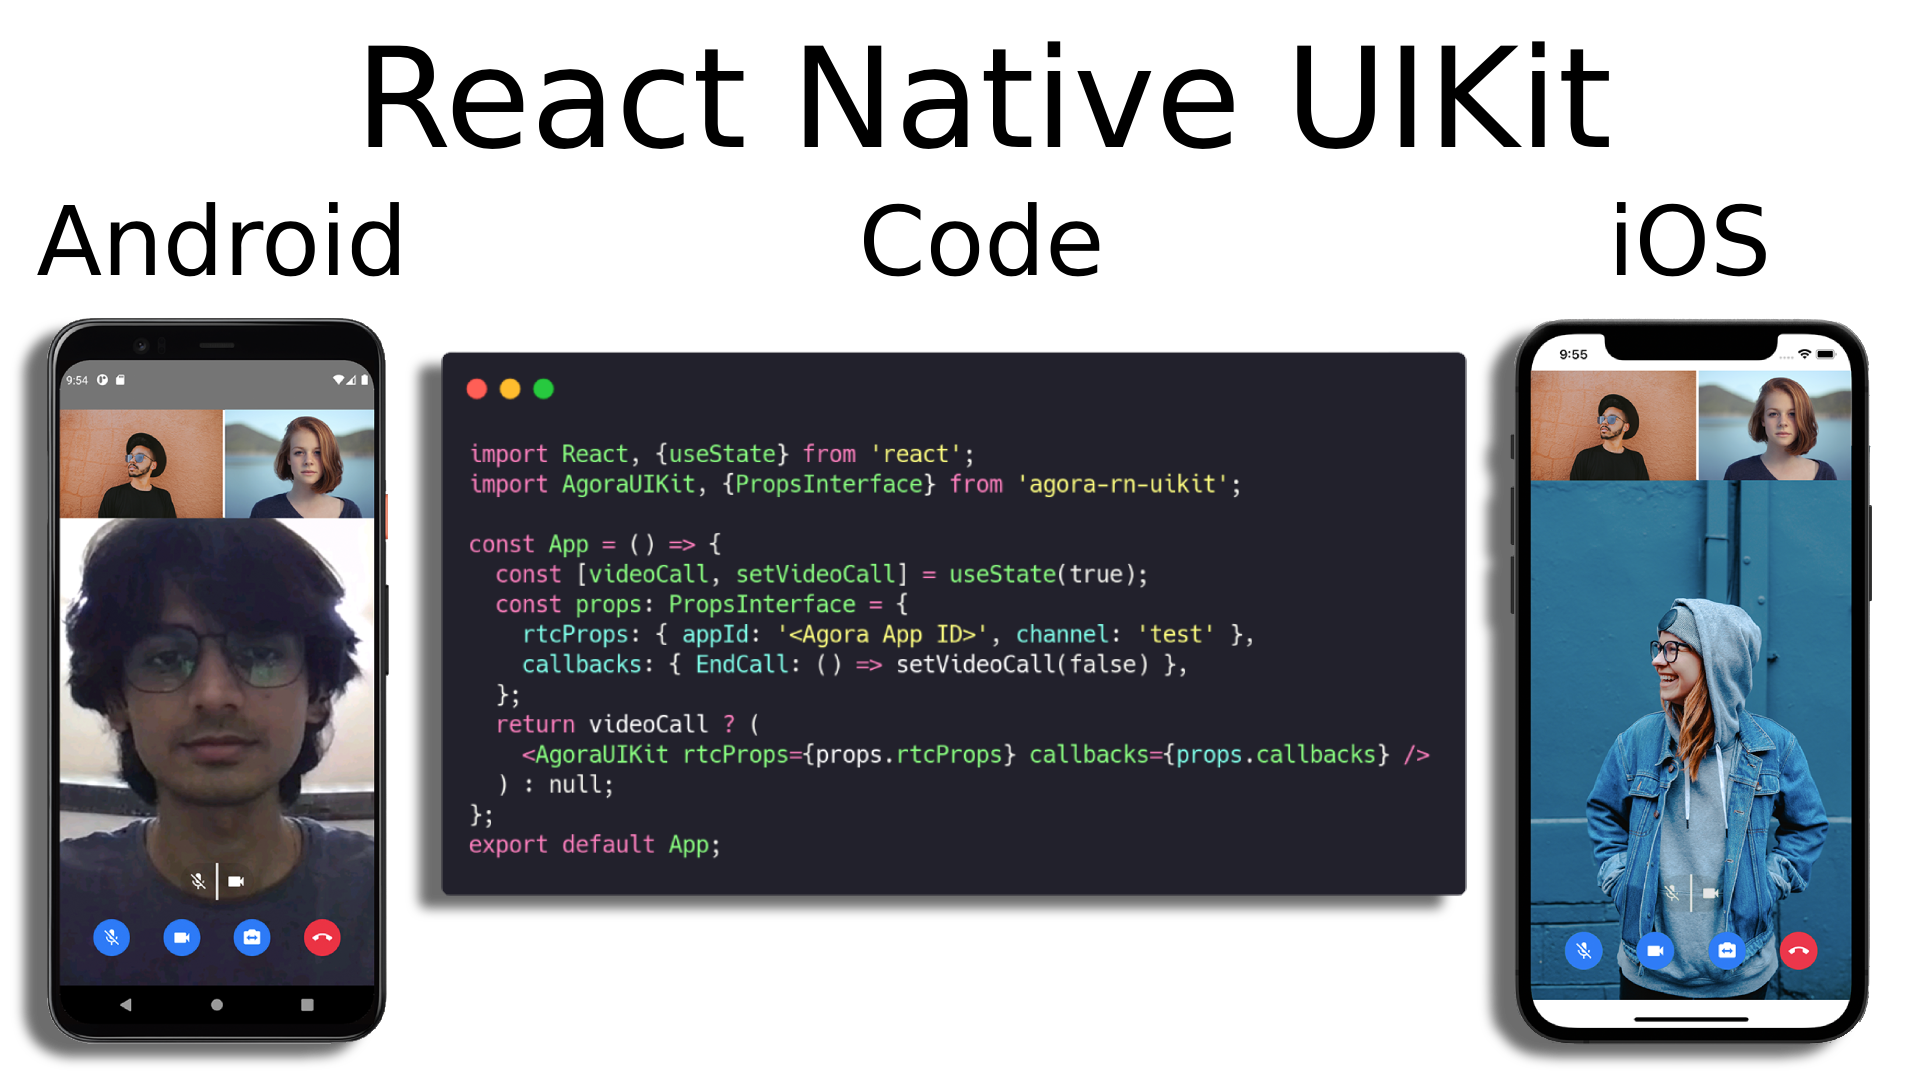 React Native UIKit
Android
Code
iOS
9:54
import React, {useState} from 'react';
import AgoraUIKit, {PropsInterface} from 'agora-rn-uikit';
const App = () => {
  const [videoCall, setVideoCall] = useState(true);
  const props: PropsInterface = {
    rtcProps: { appId: '<Agora App ID>', channel: 'test' },
    callbacks: { EndCall: () => setVideoCall(false) },
  };
  return videoCall ? (
    <AgoraUIKit rtcProps={props.rtcProps} callbacks={props.callbacks} />
  ) : null;
};
export default App;
9:55